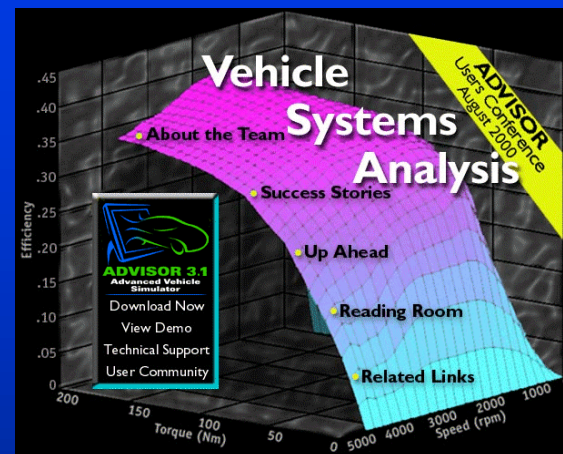 Vehicle
Systems
Analysis
ADVISOR
Users Conference
August 2000
About the Team
Success Stories
Up Ahead
Reading Room
Related Links
ADVISOR 3.1
Advanced Vehicle
Simulator
Download Now
View Demo
Technical Support
User Community
Efficiency
.45
.40
.35
.30
.25
.20
.15
.10
.05
0
200
150
100
50
0
Torque (Nm)
5000
4000
3000
2000
1000
Speed (rpm)